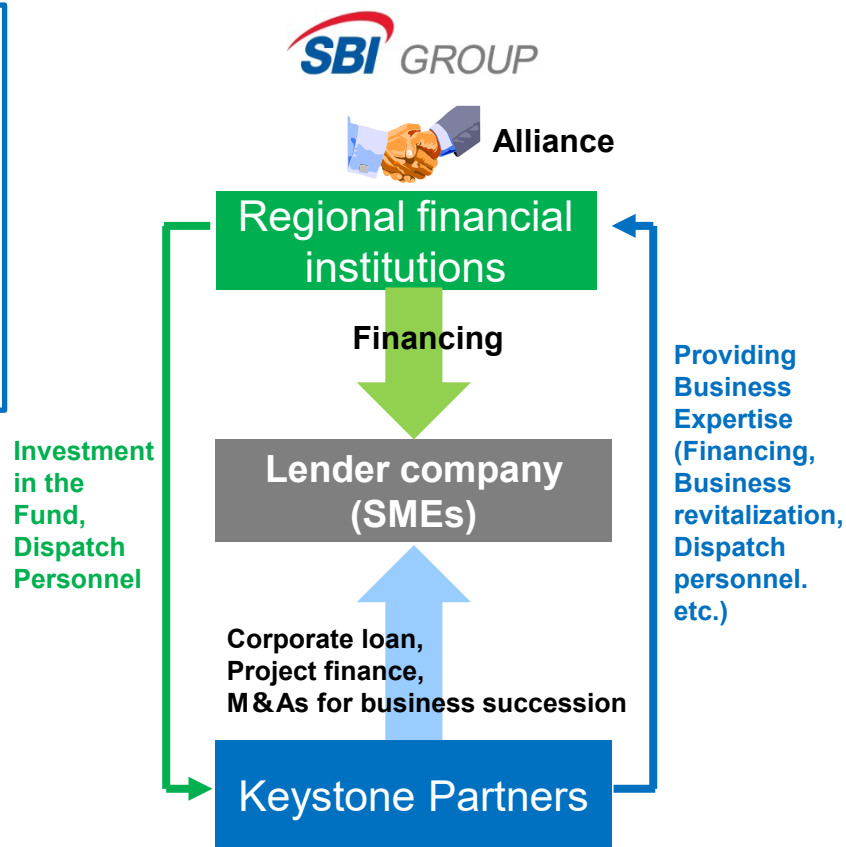 SBI GROUP
Alliance
Regional financial
institutions
Financing
Providing
Business
Expertise
(Financing,
Business
revitalization,
Dispatch
personnel.
etc.)
Investment
in the
Fund,
Dispatch
Personnel
Lender company
(SMEs)
Corporate loan,
Project finance,
M&As for business succession
Keystone Partners